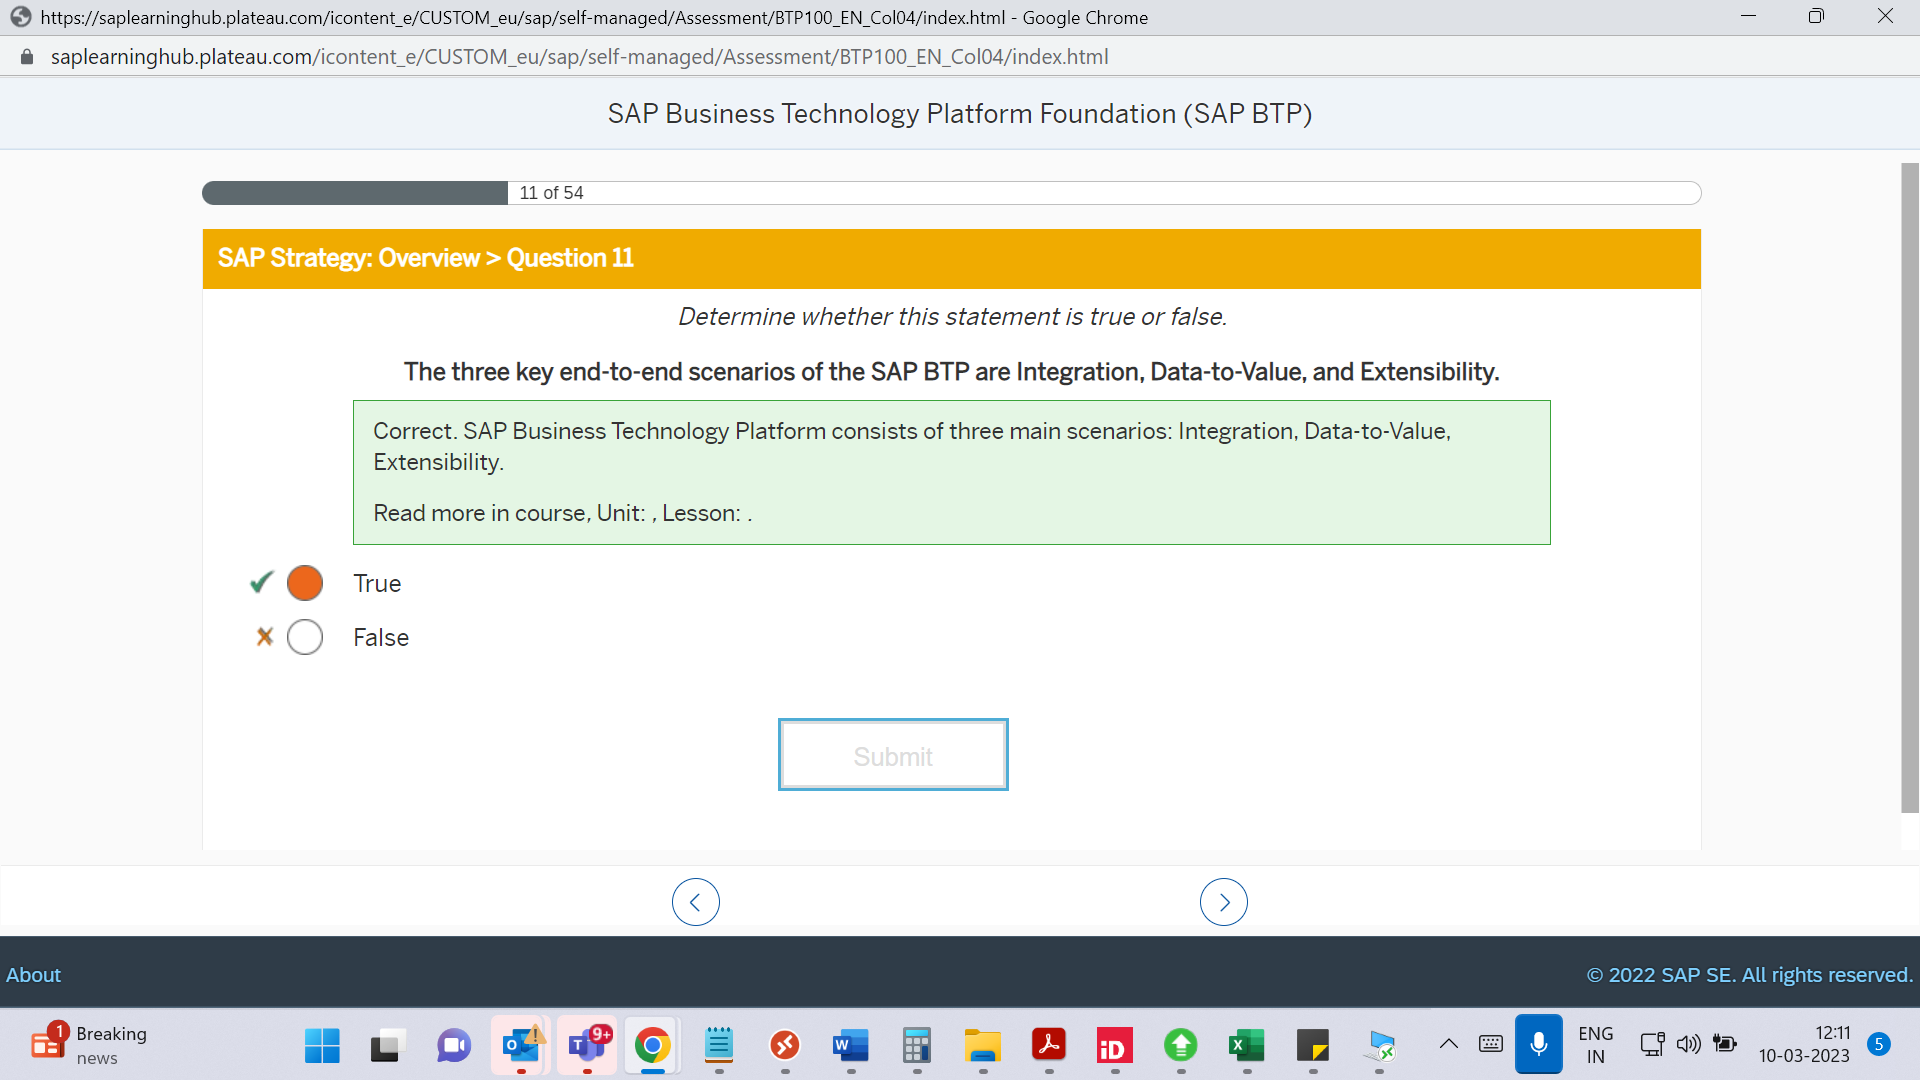 https://saplearninghub.plateau.com/icontent_e/CUSTOM_eu/sap/self-managed/Assessment/BTP100_EN_Col04/index.html - Google Chrome
saplearninghub.plateau.com/icontent_e/CUSTOM_eu/sap/self-managed/Assessment/BTP100_EN_Col04/index.html
SAP Business Technology Platform Foundation (SAP BTP)
11 of 54
SAP Strategy: Overview > Question 11
Determine whether this statement is true or false.
The three key end-to-end scenarios of the SAP BTP are Integration, Data-to-Value, and Extensibility.
Correct. SAP Business Technology Platform consists of three main scenarios: Integration, Data-to-Value,
Extensibility.
Read more in course, Unit: , Lesson: .
True
False
Submit
About
© 2022 SAP SE. All rights reserved.
1
Breaking
news
9+
ENG
IN
12:11
10-03-2023
5